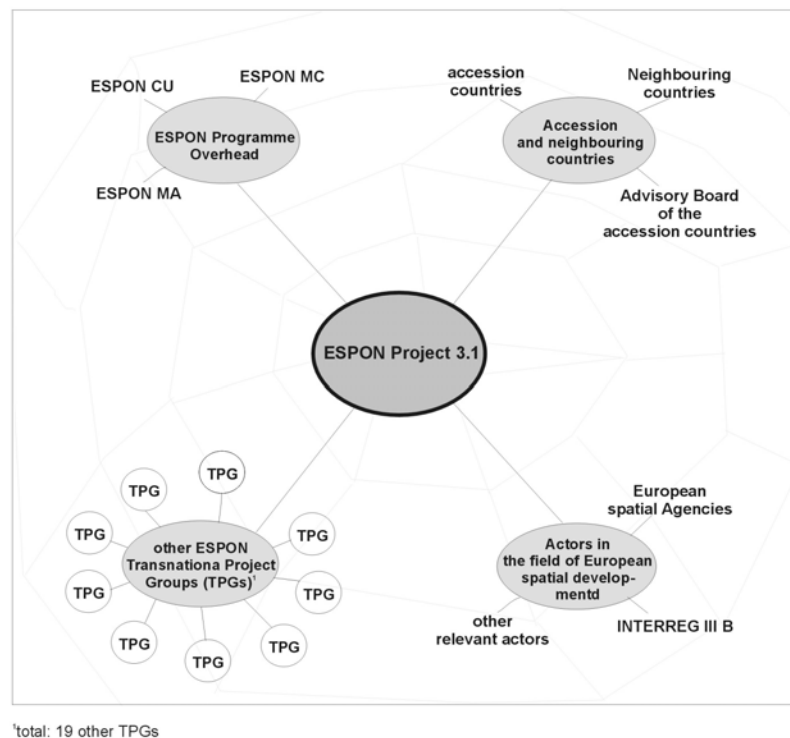 ESPON CU
ESPON MC
ESPON Programme
Overhead
ESPON MA
accession
countries
Neighbouring
countries
Accession
and neighbouring
countries
Advisory Board
of the
accession countries
ESPON Project 3.1
TPG
TPG
TPG
TPG
TPG
TPG
TPG
TPG
TPG
other ESPON
Transnationa Project
Groups (TPGs)¹
European
spatial Agencies
Actors in
the field of European
spatial develop-
mentd
other
relevant actors
INTERREG III B
¹total: 19 other TPGs